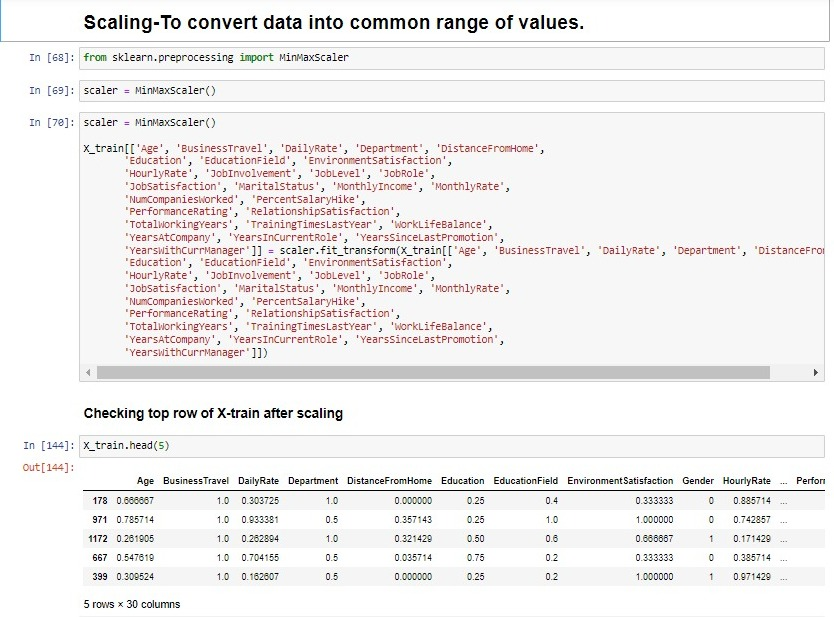 Scaling-To convert data into common range of values.
In [68]: from sklearn.preprocessing import MinMaxScaler
In [69]: scaler = MinMaxScaler()
In [70]: scaler = MinMaxScaler()
X_train[['Age', 'BusinessTravel', 'DailyRate', 'Department', 'DistanceFromHome',
'Education', 'EducationField', 'EnvironmentSatisfaction',
'HourlyRate', 'JobInvolvement', 'JobLevel', 'JobRole',
'JobSatisfaction', 'MaritalStatus', 'MonthlyIncome', 'MonthlyRate',
'NumCompaniesWorked', 'PercentSalaryHike',
'PerformanceRating', 'RelationshipSatisfaction',
'TotalWorkingYears', 'TrainingTimesLastYear', 'WorkLifeBalance',
'YearsAtCompany', 'YearsInCurrentRole', 'YearsSinceLastPromotion',
'YearsWithCurrManager']] = scaler.fit_transform(X_train[['Age', 'BusinessTravel', 'DailyRate', 'Department', 'DistanceFro
'Education', 'EducationField', 'EnvironmentSatisfaction',
'HourlyRate', 'JobInvolvement', 'JobLevel', 'JobRole',
'JobSatisfaction', 'MaritalStatus', 'MonthlyIncome', 'MonthlyRate',
'NumCompaniesWorked', 'PercentSalaryHike',
'PerformanceRating', 'RelationshipSatisfaction',
'TotalWorkingYears', 'TrainingTimesLastYear', 'WorkLifeBalance',
'YearsAtCompany', 'YearsInCurrentRole', 'YearsSinceLastPromotion',
'YearsWithCurrManager']])
Checking top row of X-train after scaling
In [144]: X_train.head(5)
Out[144]:
Age BusinessTravel DailyRate Department DistanceFromHome Education EducationField EnvironmentSatisfaction Gender HourlyRate ... Perforr
178 0.666667 1.0 0.303725 1.0 0.000000 0.25 0.4 0.333333 0 0.885714 ...
971 0.785714 1.0 0.933381 0.5 0.357143 0.25 1.0 1.000000 0 0.742857 ...
1172 0.261905 1.0 0.262894 1.0 0.321429 0.50 0.6 0.666667 1 0.171429 ...
667 0.547619 1.0 0.704155 0.5 0.035714 0.75 0.2 0.333333 0 0.385714 ...
399 0.309524 1.0 0.162607 0.5 0.000000 0.25 0.2 1.000000 1 0.971429 ...
5 rows × 30 columns